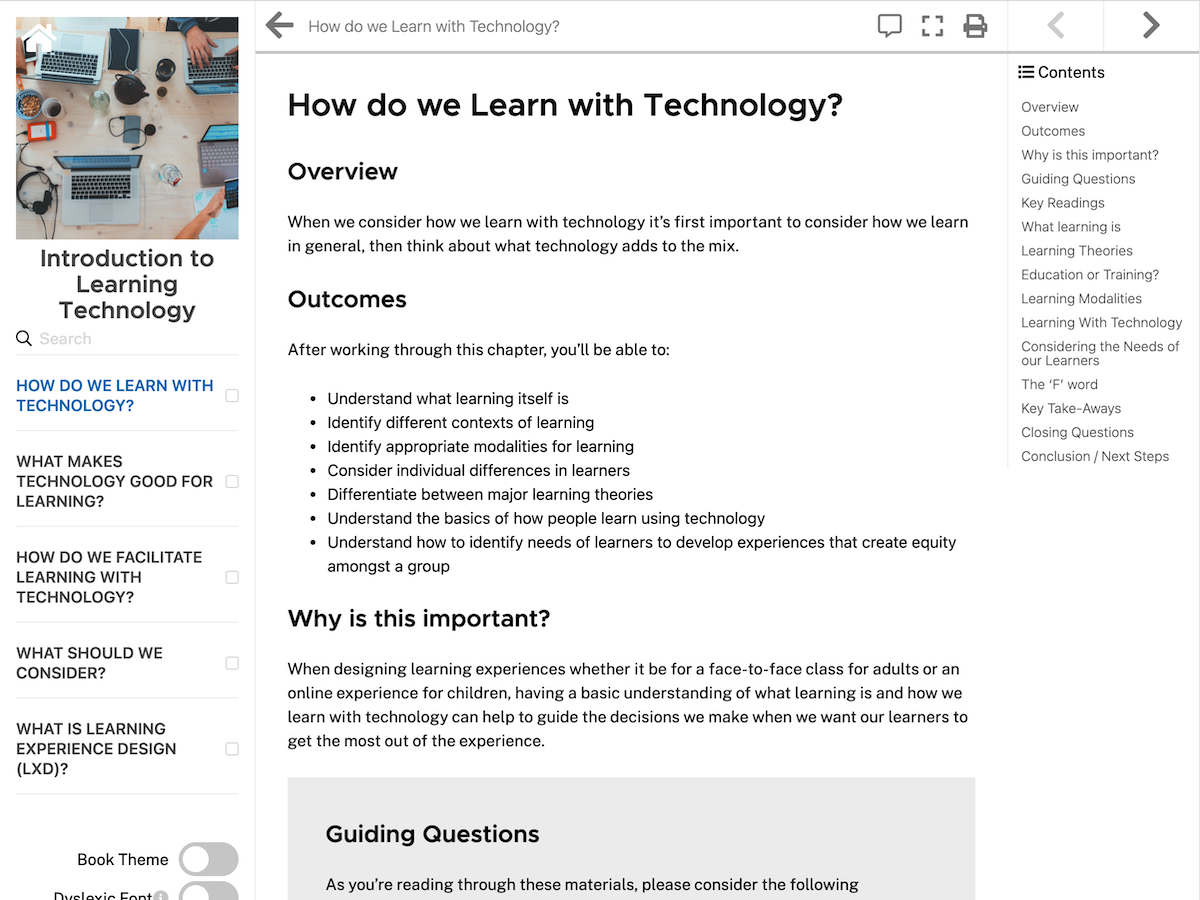 How do we Learn with Technology?
Introduction to
Learning
Technology
Search
HOW DO WE LEARN WITH
TECHNOLOGY?
WHAT MAKES
TECHNOLOGY GOOD FOR
LEARNING?
HOW DO WE FACILITATE
LEARNING WITH
TECHNOLOGY?
WHAT SHOULD WE
CONSIDER?
WHAT IS LEARNING
EXPERIENCE DESIGN
(LXD)?
Book Theme
Dyslexic Font
How do we Learn with Technology?
Overview
When we consider how we learn with technology it’s first important to consider how we learn
in general, then think about what technology adds to the mix.
Outcomes
After working through this chapter, you’ll be able to:
• Understand what learning itself is
• Identify different contexts of learning
• Identify appropriate modalities for learning
• Consider individual differences in learners
• Differentiate between major learning theories
• Understand the basics of how people learn using technology
• Understand how to identify needs of learners to develop experiences that create equity
amongst a group
Why is this important?
When designing learning experiences whether it be for a face-to-face class for adults or an
online experience for children, having a basic understanding of what learning is and how we
learn with technology can help to guide the decisions we make when we want our learners to
get the most out of the experience.
Guiding Questions
As you’re reading through these materials, please consider the following
Contents
Overview
Outcomes
Why is this important?
Guiding Questions
Key Readings
What learning is
Learning Theories
Education or Training?
Learning Modalities
Learning With Technology
Considering the Needs of
our Learners
The ‘F’ word
Key Take-Aways
Closing Questions
Conclusion / Next Steps